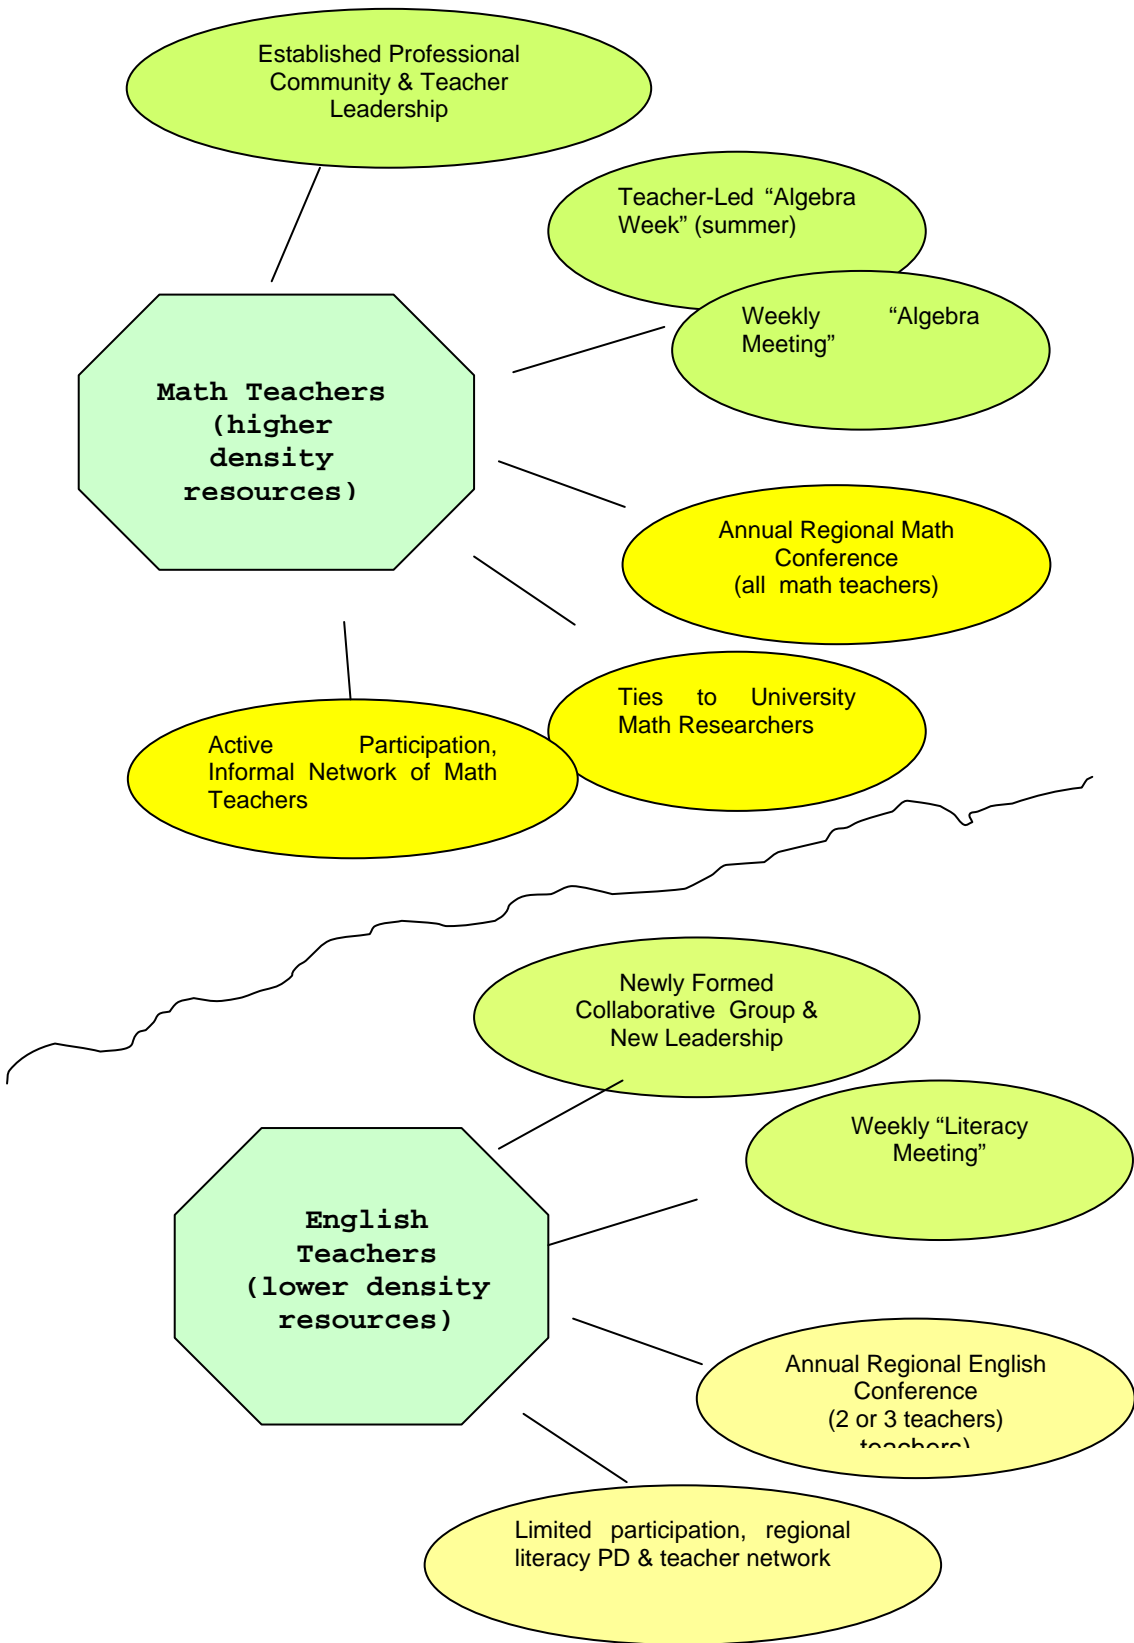 Established Professional
Community & Teacher
Leadership
Teacher-Led “Algebra
Week” (summer)
Weekly “Algebra
Meeting”
Math Teachers
(higher
density
resources)
Annual Regional Math
Conference
(all math teachers)
Ties to University
Math Researchers
Active Participation,
Informal Network of Math
Teachers
Newly Formed
Collaborative Group &
New Leadership
Weekly “Literacy
Meeting”
English
Teachers
(lower density
resources)
Annual Regional English
Conference
(2 or 3 teachers)
teachers)
Limited participation, regional
literacy PD & teacher network